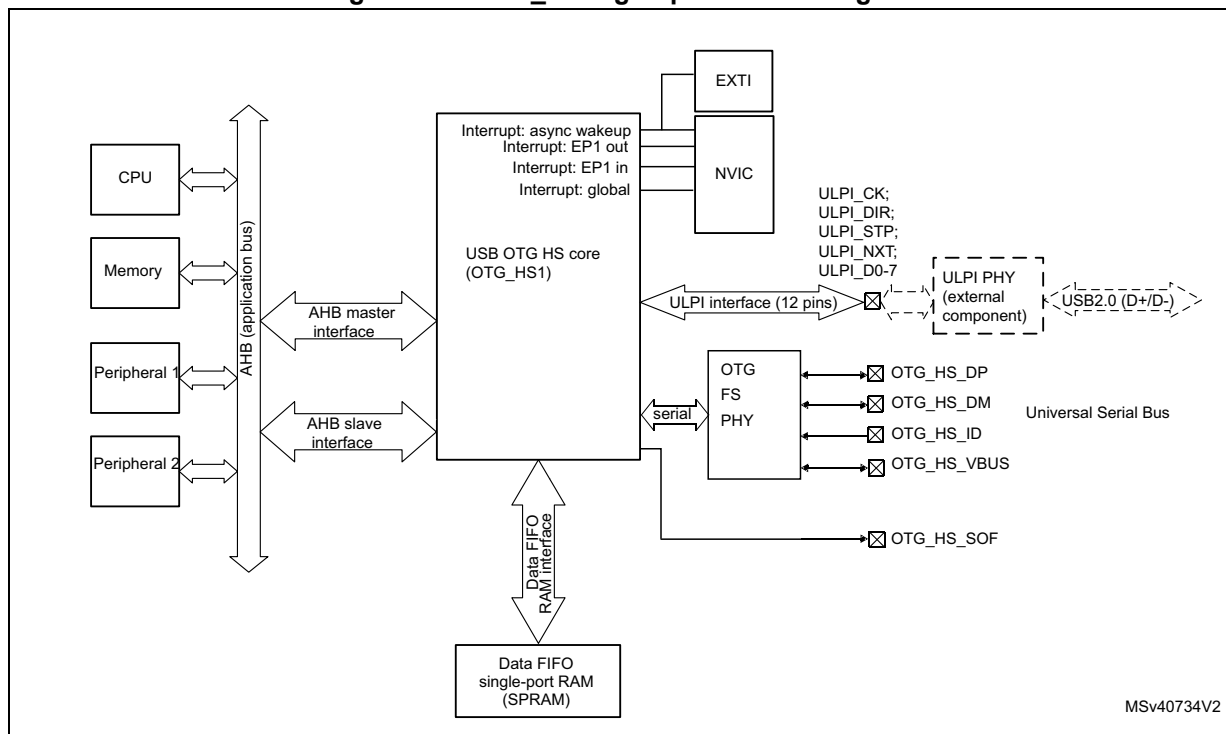 EXTI
Interrupt: async wakeup
Interrupt: EP1 out
Interrupt: EP1 in
Interrupt: global
NVIC
CPU
Memory
Peripheral 1
Peripheral 2
AHB (application bus)
AHB master
interface
AHB slave
interface
USB OTG HS core
(OTG_HS1)
ULPI_CK;
ULPI_DIR;
ULPI_STP;
ULPI_NXT;
ULPI_D0-7
ULPI interface (12 pins)
ULPI PHY
(external
component)
USB2.0 (D+/D-)
serial
OTG
FS
PHY
OTG_HS_DP
OTG_HS_DM
OTG_HS_ID
OTG_HS_VBUS
Universal Serial Bus
OTG_HS_SOF
Data FIFO
RAM interface
Data FIFO
single-port RAM
(SPRAM)
MSv40734V2